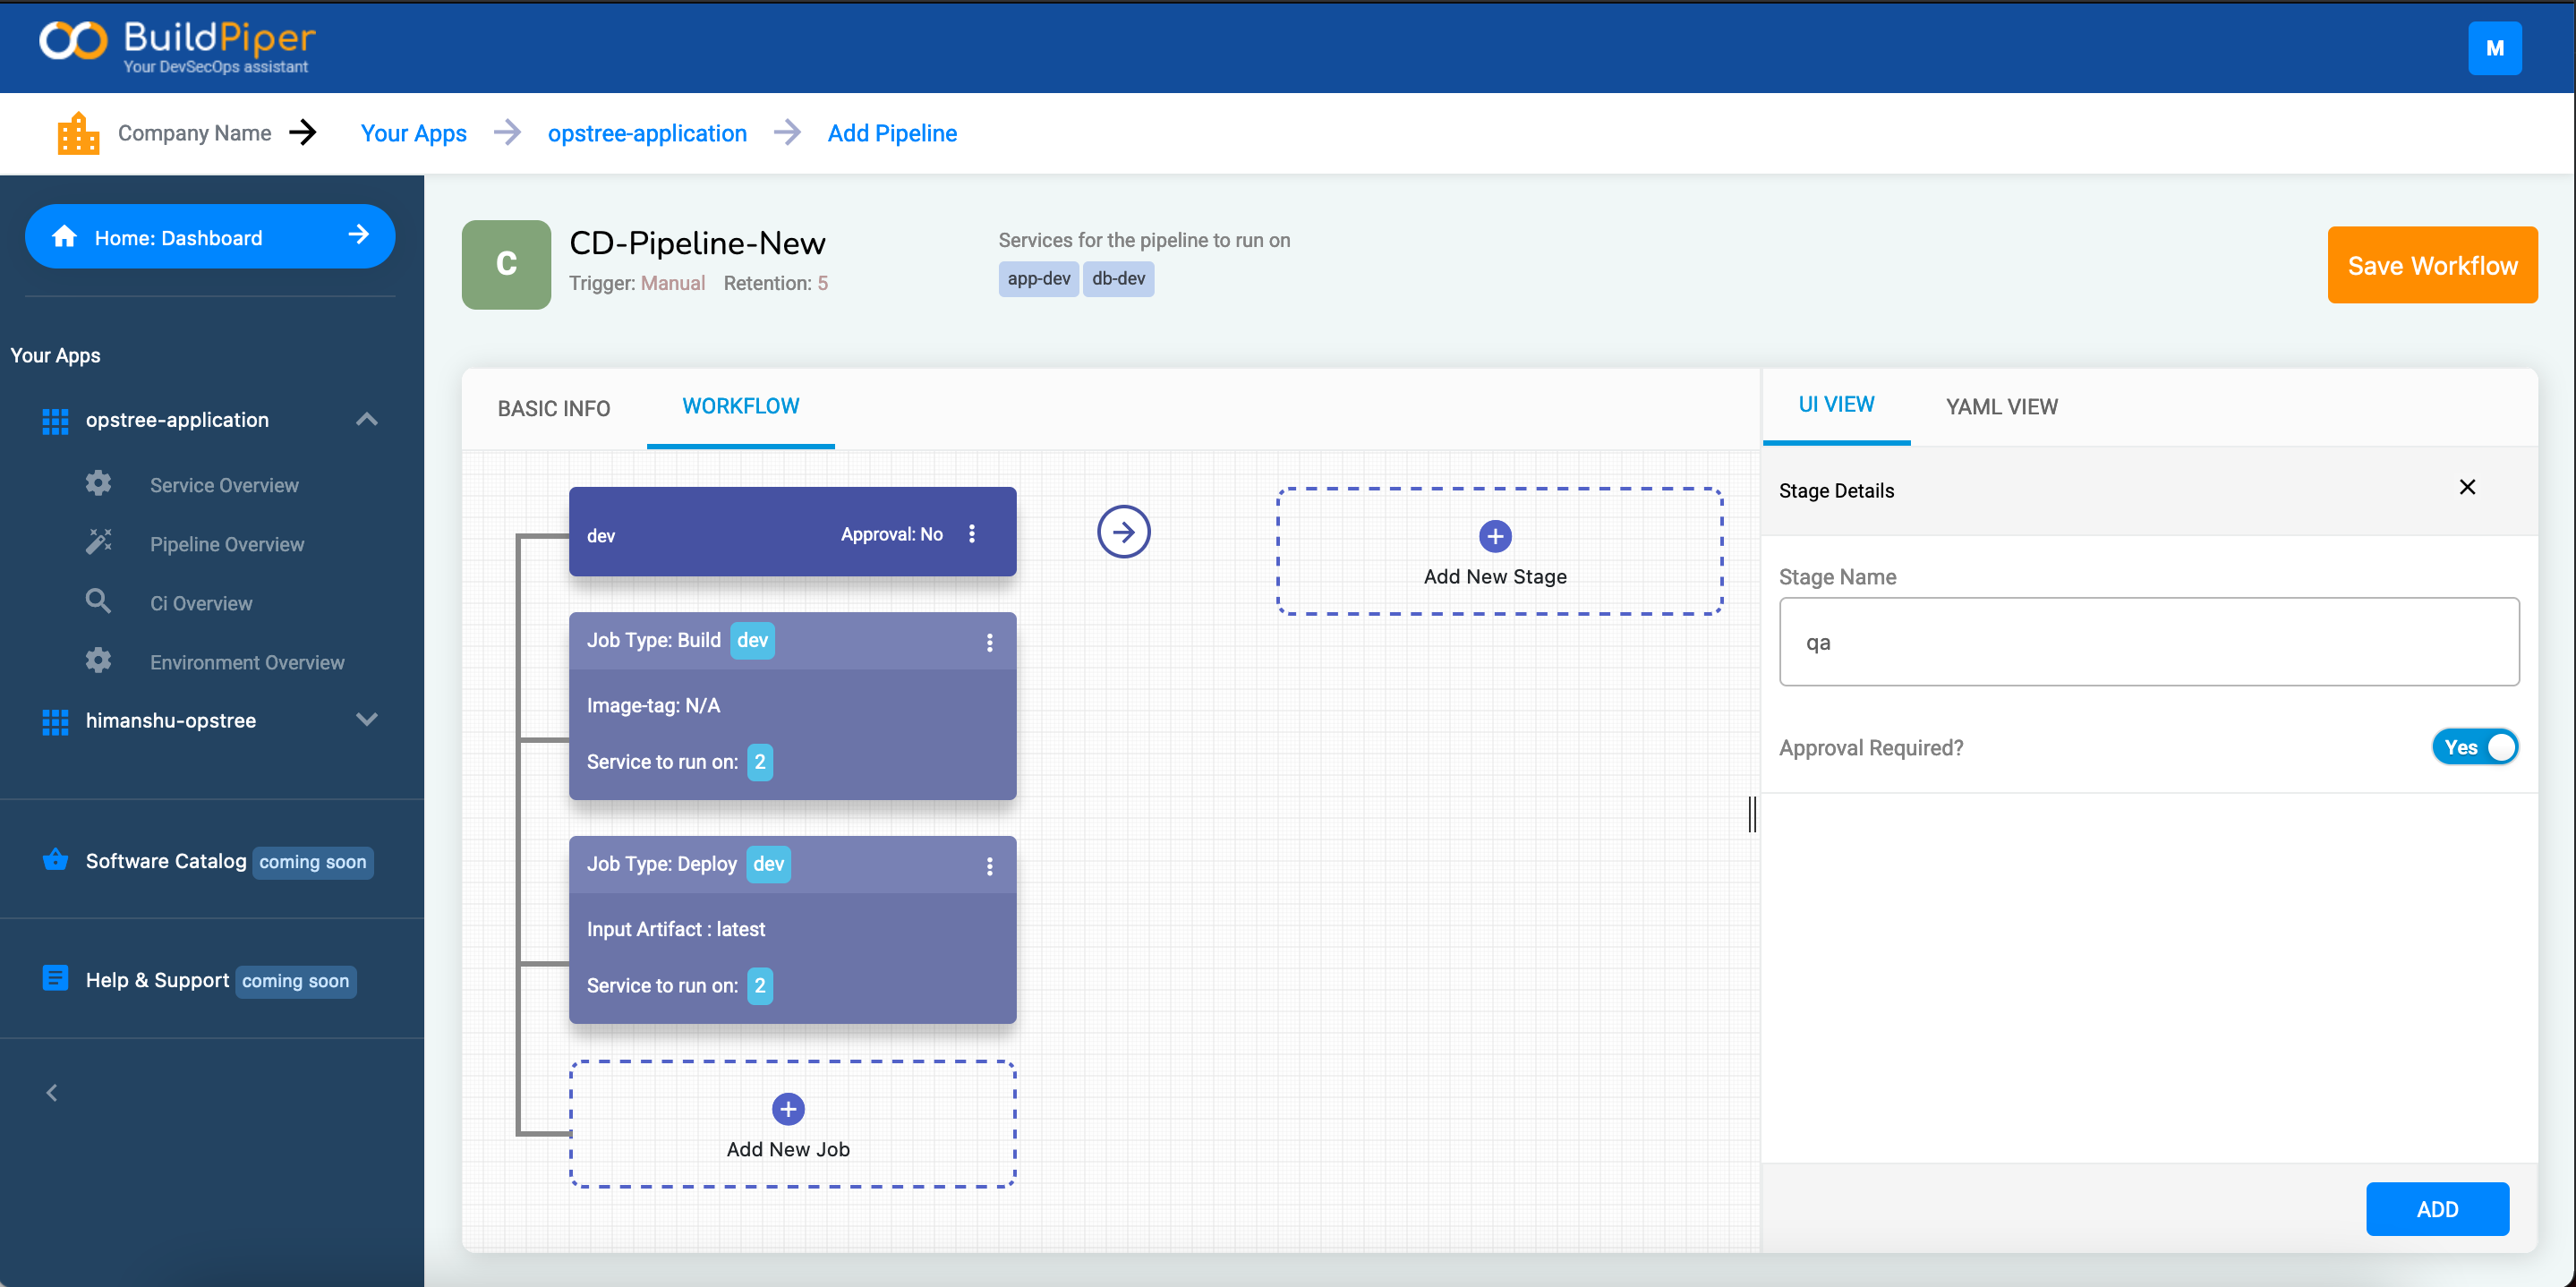 BuildPiper
Your DevSecOps assistant
M
Company Name
Your Apps
opstree-application
Add Pipeline
Home: Dashboard
Your Apps
opstree-application
Service Overview
Pipeline Overview
Ci Overview
Environment Overview
himanshu-opstree
Software Catalog coming soon
Help & Support coming soon
C
CD-Pipeline-New
Trigger: Manual Retention: 5
Services for the pipeline to run on
app-dev db-dev
Save Workflow
BASIC INFO
WORKFLOW
dev
Approval: No
Job Type: Build dev
Image-tag: N/A
Service to run on: 2
Job Type: Deploy dev
Input Artifact : latest
Service to run on: 2
Add New Job
Add New Stage
UI VIEW
YAML VIEW
Stage Details
Stage Name
qa
Approval Required?
Yes
ADD